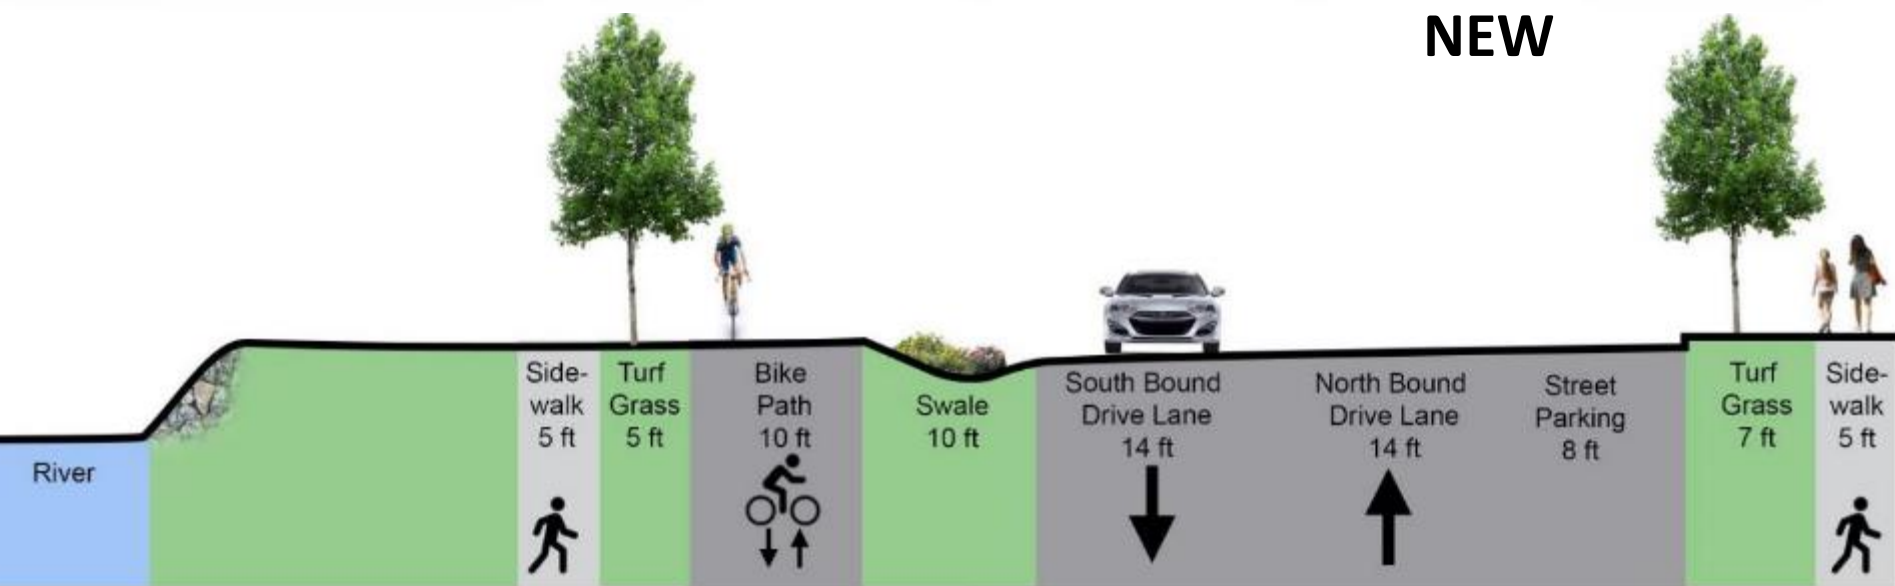 NEW
River
Side-
walk
5 ft
Turf
Grass
5 ft
Bike
Path
10 ft
Swale
10 ft
South Bound
Drive Lane
14 ft
North Bound
Drive Lane
14 ft
Street
Parking
8 ft
Turf
Grass
7 ft
Side-
walk
5 ft